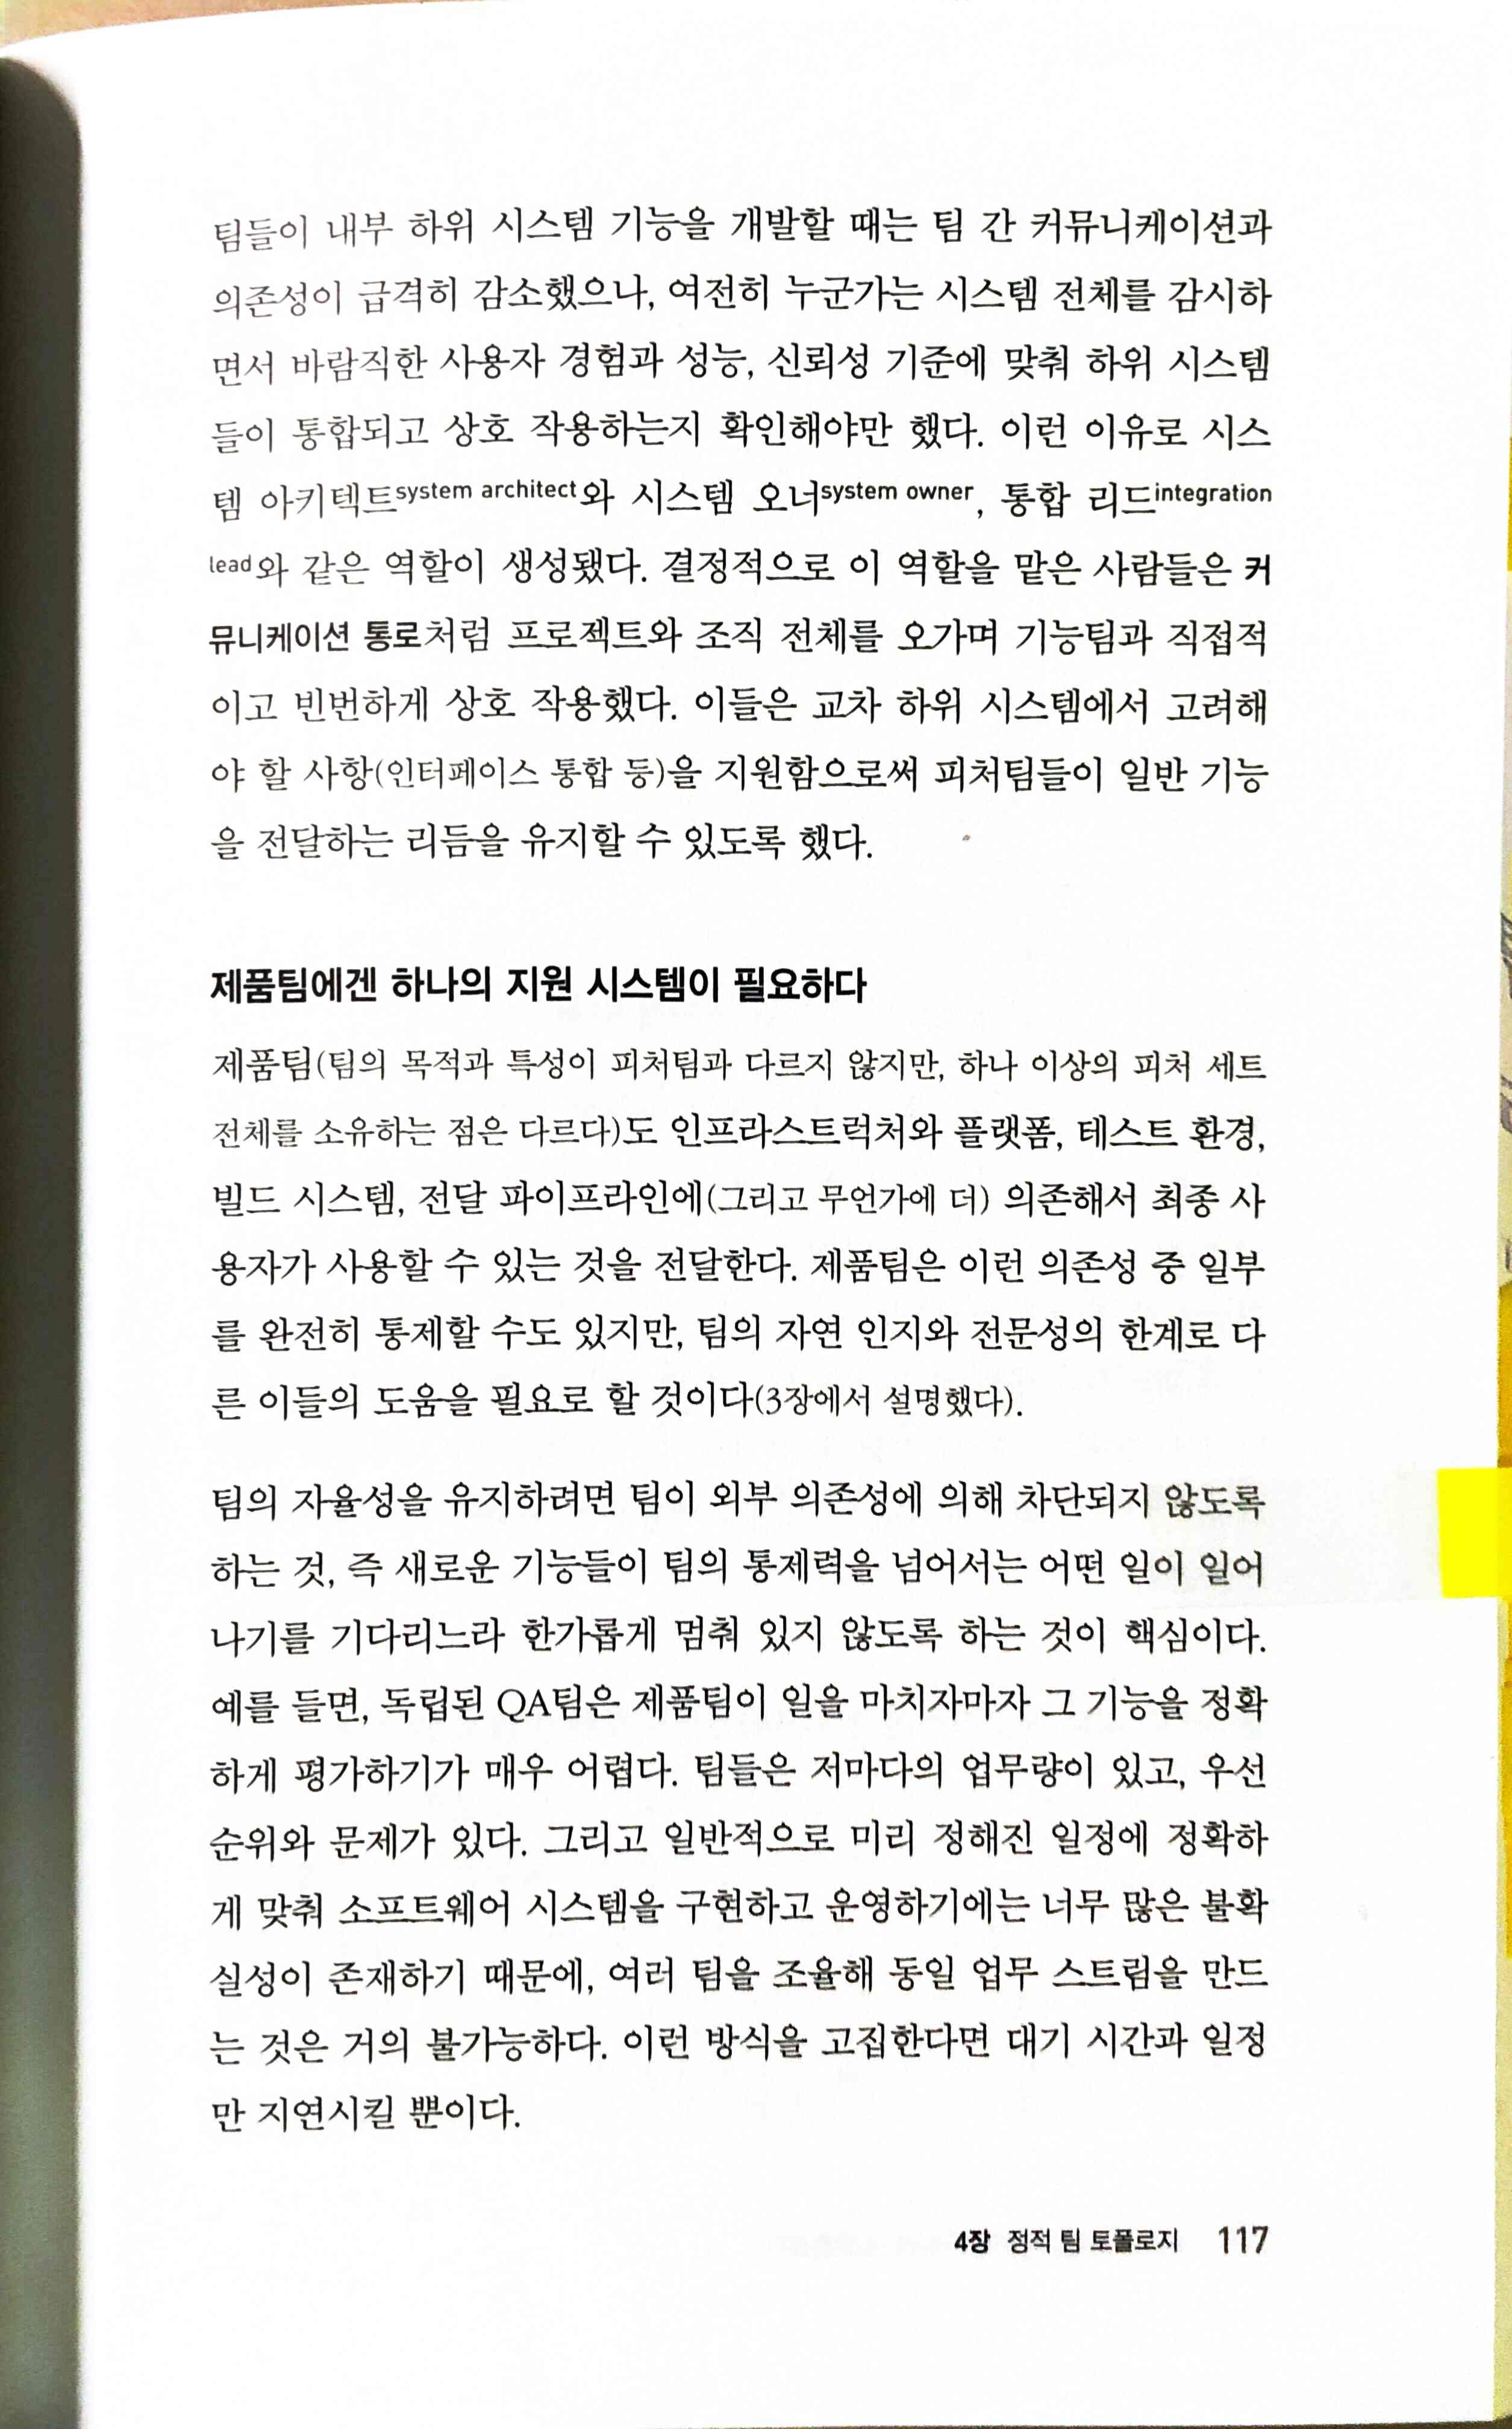 팀들이 내부 하위 시스템 기능을 개발할 때는 팀 간 커뮤니케이션과
의존성이 급격히 감소했으나, 여전히 누군가는 시스템 전체를 감시하
면서 바람직한 사용자 경험과 성능, 신뢰성 기준에 맞춰 하위 시스템
들이 통합되고 상호 작용하는지 확인해야만 했다. 이런 이유로 시스
템 아키텍트system architect와 시스템 오너system owner, 통합 리드integration
lead와 같은 역할이 생성됐다. 결정적으로 이 역할을 맡은 사람들은 커
뮤니케이션 통로처럼 프로젝트와 조직 전체를 오가며 기능팀과 직접적
이고 빈번하게 상호 작용했다. 이들은 교차 하위 시스템에서 고려해
야 할 사항(인터페이스 통합 등)을 지원함으로써 피처팀들이 일반 기능
을 전달하는 리듬을 유지할 수 있도록 했다.
제품팀에겐 하나의 지원 시스템이 필요하다
제품팀(팀의 목적과 특성이 피처팀과 다르지 않지만, 하나 이상의 피처 세트
전체를 소유하는 점은 다르다)도 인프라스트럭처와 플랫폼, 테스트 환경,
빌드 시스템, 전달 파이프라인에(그리고 무언가에 더) 의존해서 최종 사
용자가 사용할 수 있는 것을 전달한다. 제품팀은 이런 의존성 중 일부
를 완전히 통제할 수도 있지만, 팀의 자연 인지와 전문성의 한계로 다
른 이들의 도움을 필요로 할 것이다(3장에서 설명했다).
팀의 자율성을 유지하려면 팀이 외부 의존성에 의해 차단되지 않도록
하는 것, 즉 새로운 기능들이 팀의 통제력을 넘어서는 어떤 일이 일어
나기를 기다리느라 한가롭게 멈춰 있지 않도록 하는 것이 핵심이다.
예를 들면, 독립된 QA팀은 제품팀이 일을 마치자마자 그 기능을 정확
하게 평가하기가 매우 어렵다. 팀들은 저마다의 업무량이 있고, 우선
순위와 문제가 있다. 그리고 일반적으로 미리 정해진 일정에 정확하
게 맞춰 소프트웨어 시스템을 구현하고 운영하기에는 너무 많은 불확
실성이 존재하기 때문에, 여러 팀을 조율해 동일 업무 스트림을 만드
는 것은 거의 불가능하다. 이런 방식을 고집한다면 대기 시간과 일정
만 지연시킬 뿐이다.
4장 정적 팀 토폴로지 117